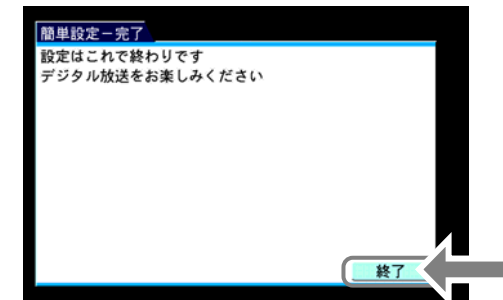 簡単設定－完了
設定はこれで終わりです
デジタル放送をお楽しみください
終了